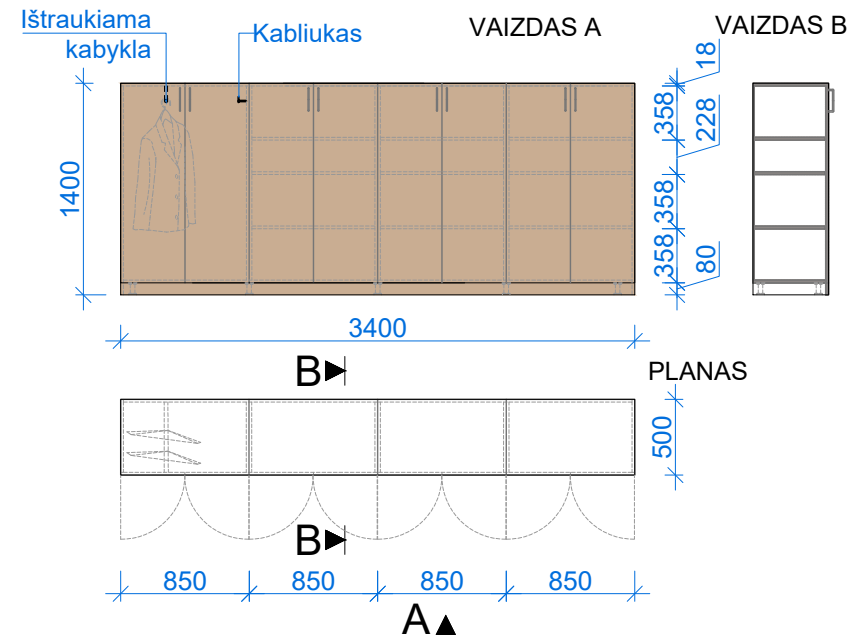 Ištraukiama
kabykla
Kabliukas
VAIZDAS A
VAIZDAS B
18
358
228
358
358
80
1400
3400
B
PLANAS
500
B
850
850
850
850
A